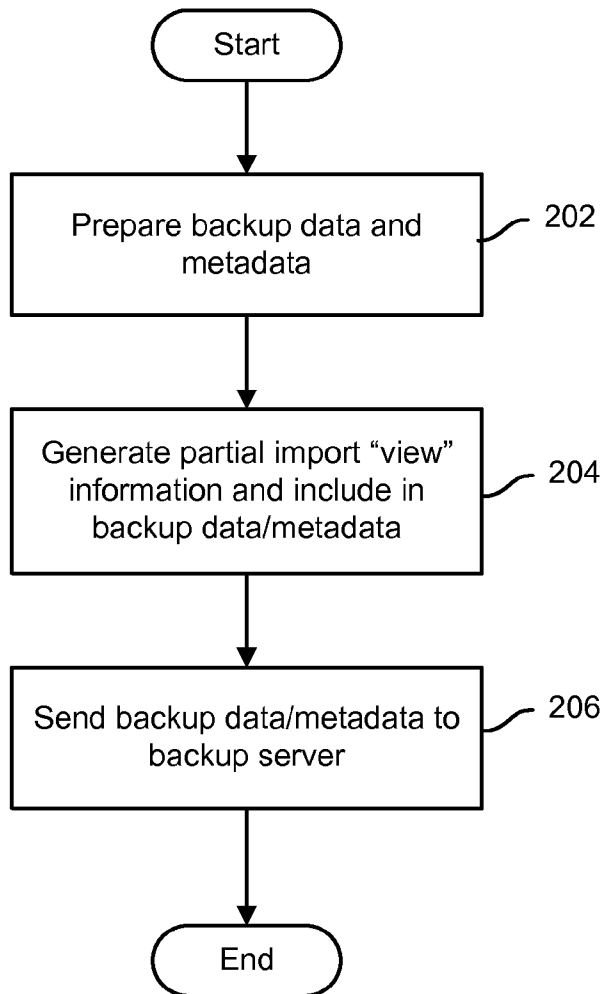 Start
Prepare backup data and
metadata
202
Generate partial import “view”
information and include in
backup data/metadata
204
Send backup data/metadata to
backup server
206
End